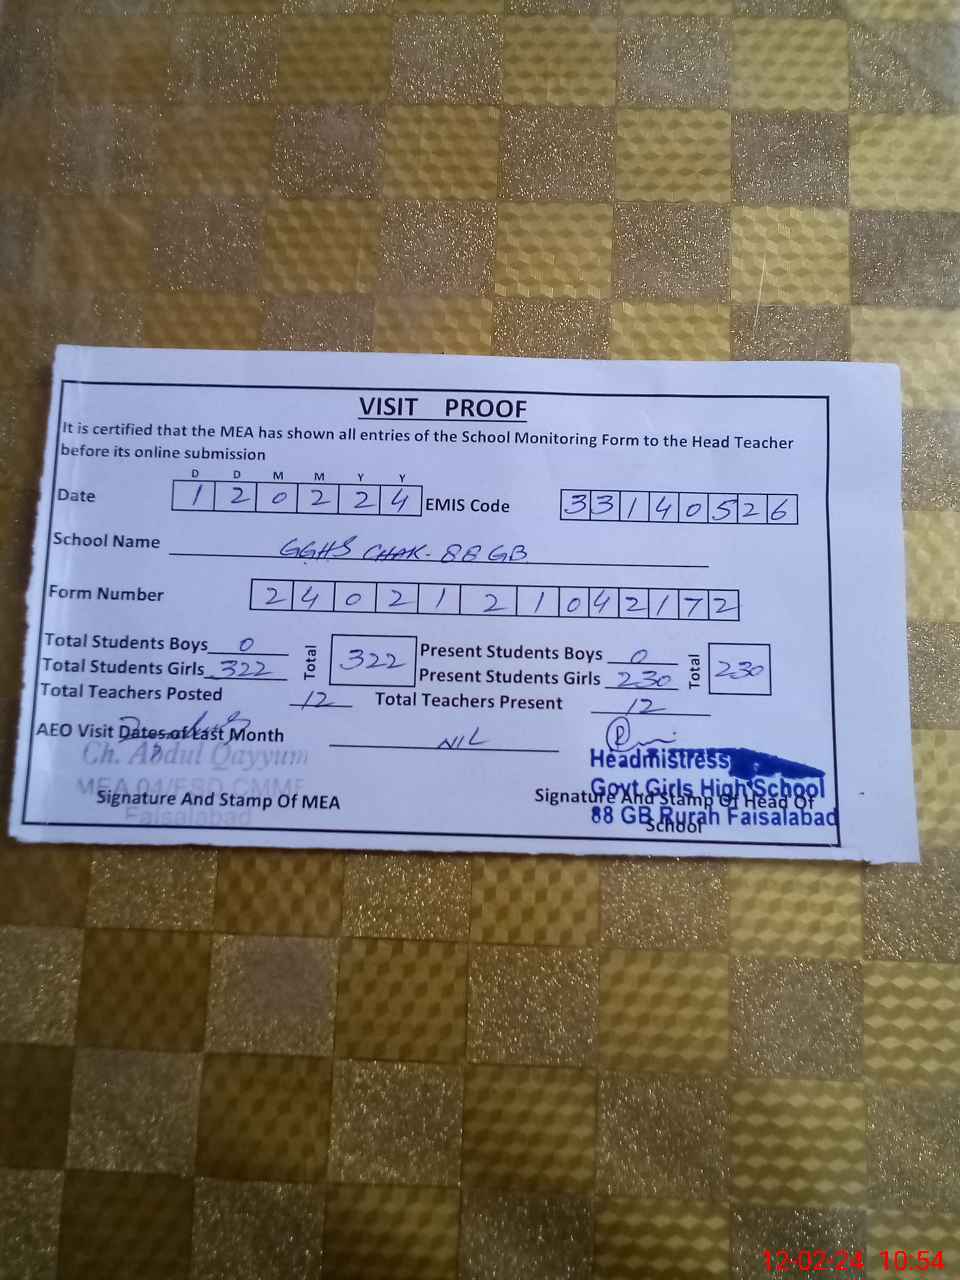 VISIT PROOF
It is certified that the MEA has shown all entries of the School Monitoring Form to the Head Teacher
before its online submission
D D M M Y Y
Date 1 2 0 2 2 4 EMIS Code 3 3 1 4 0 5 2 6
School Name GGHS CHAK- 88 GB
Form Number 2 4 0 2 1 2 1 0 4 2 1 7 2
Total Students Boys 0 Total 322 Present Students Boys 0 Total 230
Total Students Girls 322 Present Students Girls 230
Total Teachers Posted 12 Total Teachers Present 12
AEO Visit Dates of Last Month NIL
Ch. Abdul Qayyum
Faisalabad
Signature And Stamp Of MEA
Headmistress
Govt Girls High School
88 GB Rurah Faisalabad
Signature And Stamp Of Head Of
School
12-02-24 10:54